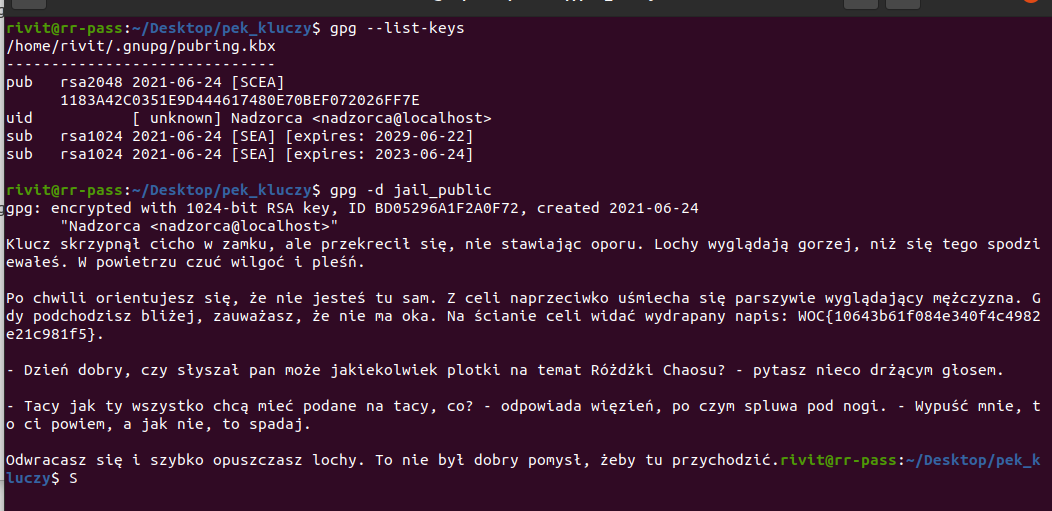 rivit@rr-pass:~/Desktop/pek_kluczy$ gpg --list-keys
/home/rivit/.gnupg/pubring.kbx
------------------------------
pub   rsa2048 2021-06-24 [SCEA]
      1183A42C0351E9D444617480E70BEF072026FF7E
uid           [ unknown] Nadzorca <nadzorca@localhost>
sub   rsa1024 2021-06-24 [SEA] [expires: 2029-06-22]
sub   rsa1024 2021-06-24 [SEA] [expires: 2023-06-24]
rivit@rr-pass:~/Desktop/pek_kluczy$ gpg -d jail_public
gpg: encrypted with 1024-bit RSA key, ID BD05296A1F2A0F72, created 2021-06-24
      "Nadzorca <nadzorca@localhost>"
Klucz skrzypnął cicho w zamku, ale przekrecił się, nie stawiając oporu. Lochy wyglądają gorzej, niż się tego spodzi
ewałeś. W powietrzu czuć wilgoć i pleśń.
Po chwili orientujesz się, że nie jesteś tu sam. Z celi naprzeciwko uśmiecha się parszywie wyglądający mężczyzna. G
dy podchodzisz bliżej, zauważasz, że nie ma oka. Na ścianie celi widać wydrapany napis: WOC{10643b61f084e340f4c4982
e21c981f5}.
- Dzień dobry, czy słyszał pan może jakiekolwiek plotki na temat Różdżki Chaosu? - pytasz nieco drżącym głosem.
- Tacy jak ty wszystko chcą mieć podane na tacy, co? - odpowiada więzień, po czym spluwa pod nogi. - Wypuść mnie, t
o ci powiem, a jak nie, to spadaj.
Odwracasz się i szybko opuszczasz lochy. To nie był dobry pomysł, żeby tu przychodzić.rivit@rr-pass:~/Desktop/pek_k
luczy$ S